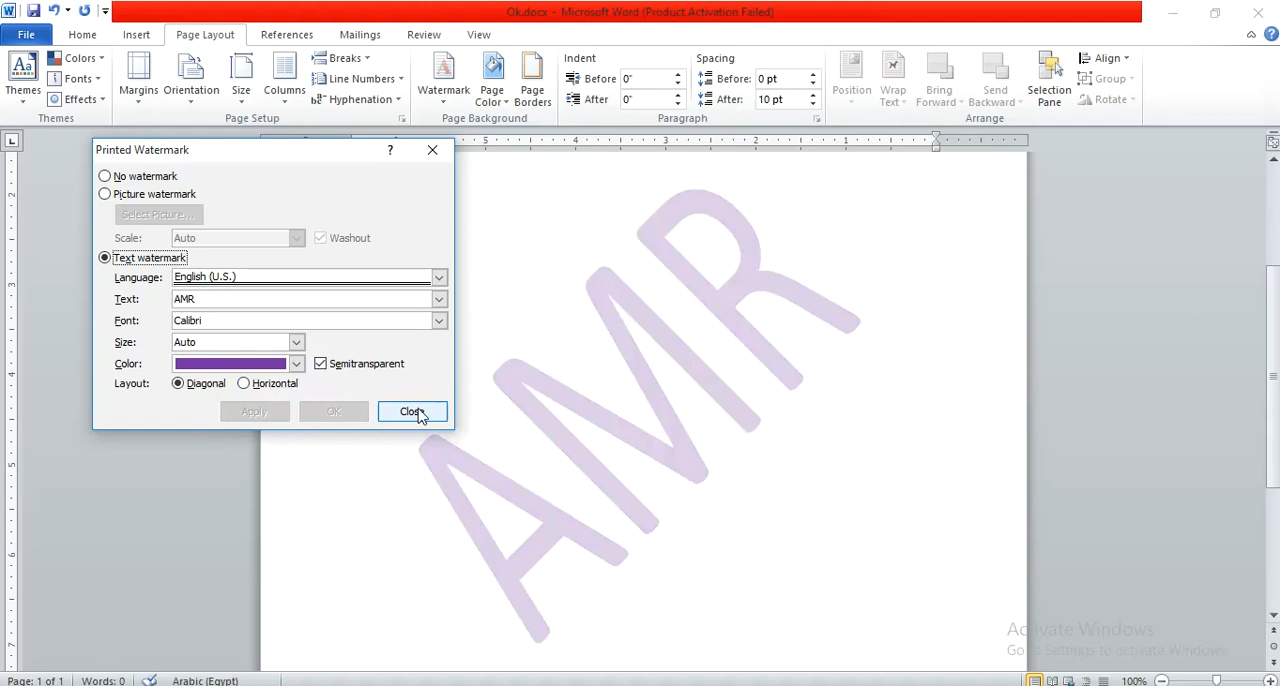 Ok.docx - Microsoft Word (Product Activation Failed)
File Home Insert Page Layout References Mailings Review View
Themes Colors Fonts Effects
Themes
Margins Orientation Size Columns Breaks Line Numbers Hyphenation
Page Setup
Watermark Page Color Page Borders
Page Background
Indent Spacing
Before 0" Before: 0 pt
After 0" After: 10 pt
Paragraph
Position Wrap Text Bring Forward Send Backward Selection Pane Align Group Rotate
Arrange
Printed Watermark
No watermark
Picture watermark
Select Picture...
Scale: Auto Washout
Text watermark
Language: English (U.S.)
Text: AMR
Font: Calibri
Size: Auto
Color: Semitransparent
Layout: Diagonal Horizontal
Apply OK Close
AMR
Activate Windows
Go to Settings to activate Windows.
Page: 1 of 1 Words: 0 Arabic (Egypt) 100%